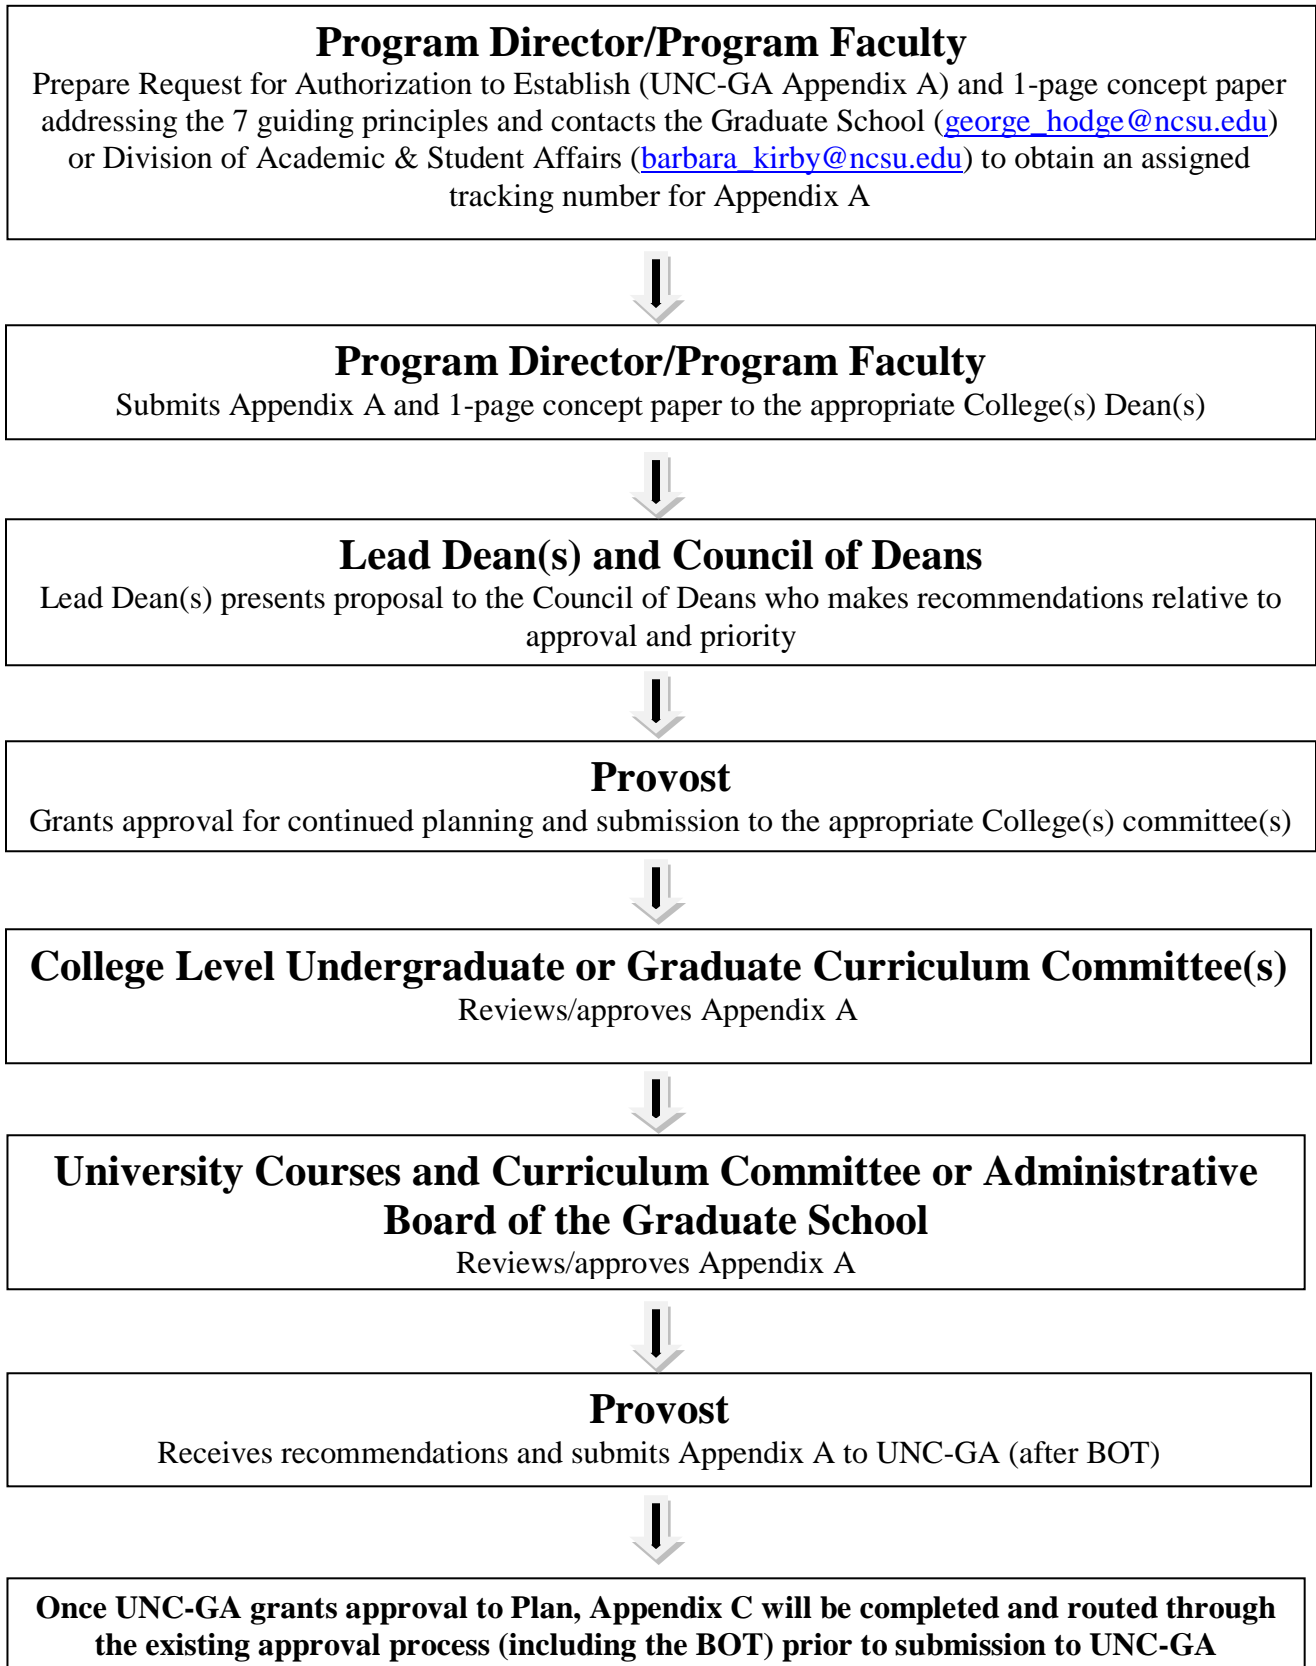 Program Director/Program Faculty
Prepare Request for Authorization to Establish (UNC-GA Appendix A) and 1-page concept paper
addressing the 7 guiding principles and contacts the Graduate School (george_hodge@ncsu.edu)
or Division of Academic & Student Affairs (barbara_kirby@ncsu.edu) to obtain an assigned
tracking number for Appendix A
Program Director/Program Faculty
Submits Appendix A and 1-page concept paper to the appropriate College(s) Dean(s)
Lead Dean(s) and Council of Deans
Lead Dean(s) presents proposal to the Council of Deans who makes recommendations relative to
approval and priority
Provost
Grants approval for continued planning and submission to the appropriate College(s) committee(s)
College Level Undergraduate or Graduate Curriculum Committee(s)
Reviews/approves Appendix A
University Courses and Curriculum Committee or Administrative
Board of the Graduate School
Reviews/approves Appendix A
Provost
Receives recommendations and submits Appendix A to UNC-GA (after BOT)
Once UNC-GA grants approval to Plan, Appendix C will be completed and routed through
the existing approval process (including the BOT) prior to submission to UNC-GA